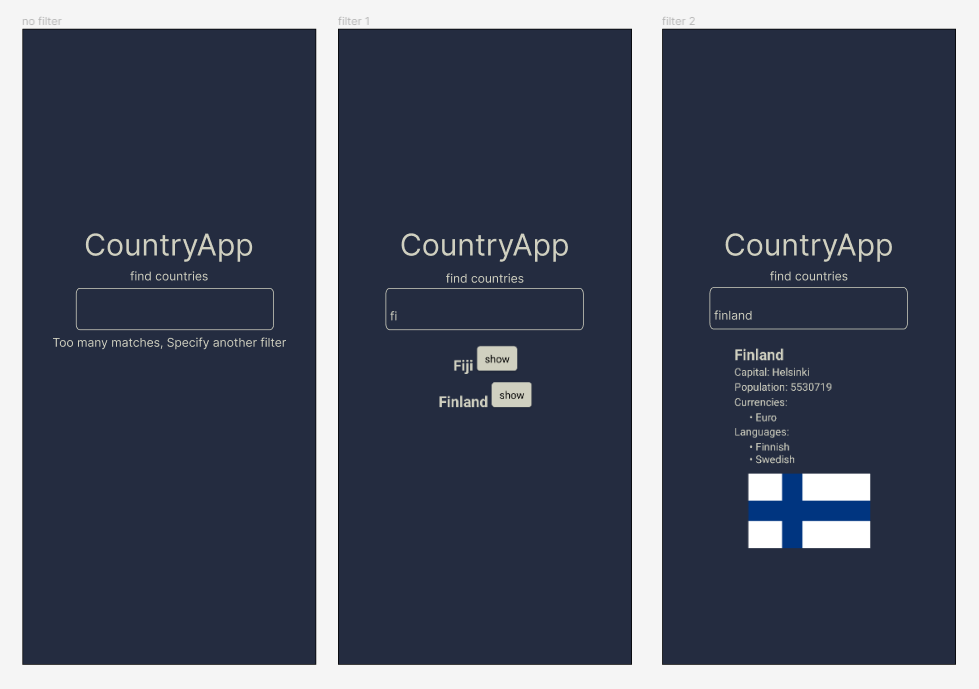 no filter
CountryApp
find countries
Too many matches, Specify another filter
filter 1
CountryApp
find countries
fi
Fiji show
Finland show
filter 2
CountryApp
find countries
finland
Finland
Capital: Helsinki
Population: 5530719
Currencies:
• Euro
Languages:
• Finnish
• Swedish